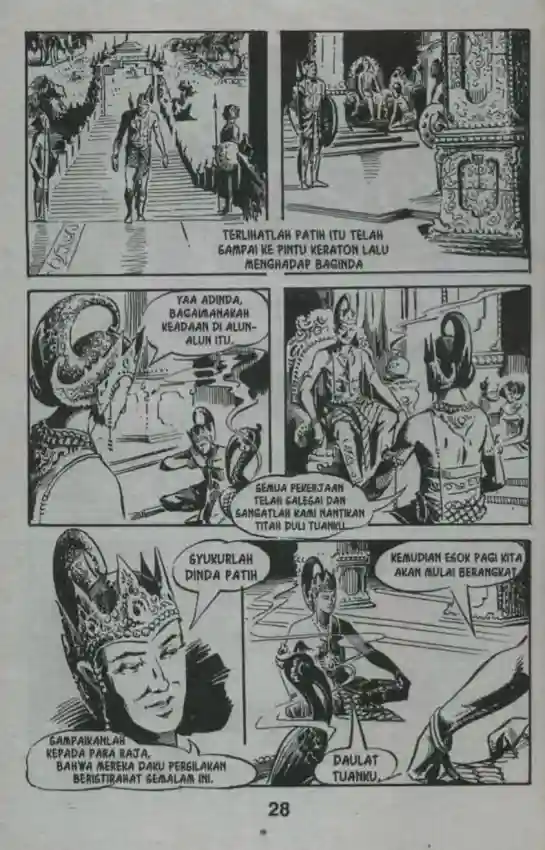 TERLIHATLAH PATIH ITU TELAH
SAMPAI KE PINTU KERATON LALU
MENGHADAP BAGINDA
YAA ADINDA,
BAGAIMANAKAH
KEADAAN DI ALUN-
ALUN ITU.
SEMUA PEKERJAAN
TELAH SALESAI DAN
SANGATLAH KAMI NANTIKAN
TITAH DULI TUANKU.
SYUKURLAH
DINDA PATIH
SAMPAIKANLAH
KEPADA PARA RAJA,
BAHWA MEREKA DAKU PERSILAKAN
BERISTIRAHAT SEMALAM INI.
KEMUDIAN ESOK PAGI KITA
AKAN MULAI BERANGKAT
DAULAT
TUANKU.
28